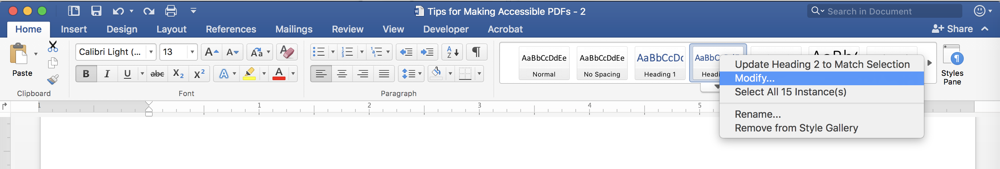 Tips for Making Accessible PDFs - 2
Search in Document
Home Insert Design Layout References Mailings Review View Developer Acrobat
Share
Paste
Clipboard
Calibri Light (... 13 A A Aa A
B I U abc X2 X2 A A
Font
A Z ¶
Paragraph
AaBbCcDdEe
Normal
AaBbCcDdEe
No Spacing
AaBbCcDc
Heading 1
AaBbC
Headi
Styles
Pane
Update Heading 2 to Match Selection
Modify...
Select All 15 Instance(s)
Rename...
Remove from Style Gallery
1 1 2 3 4 5